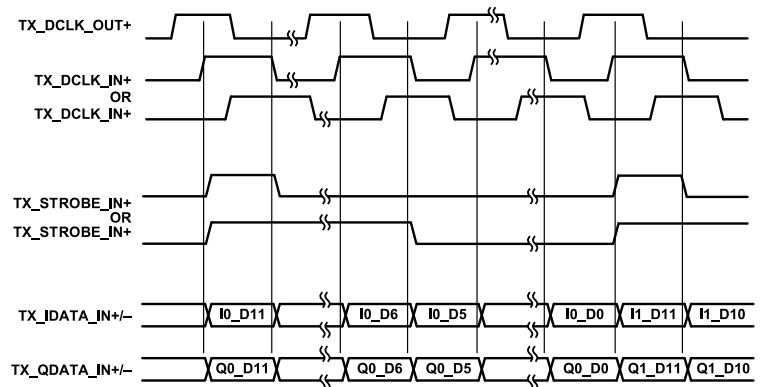 TX_DCLK_OUT+
TX_DCLK_IN+
OR
TX_DCLK_IN+
TX_STROBE_IN+
OR
TX_STROBE_IN+
TX_IDATA_IN+/– I0_D11 I0_D6 I0_D5 I0_D0 I1_D11 I1_D10
TX_QDATA_IN+/– Q0_D11 Q0_D6 Q0_D5 Q0_D0 Q1_D11 Q1_D10